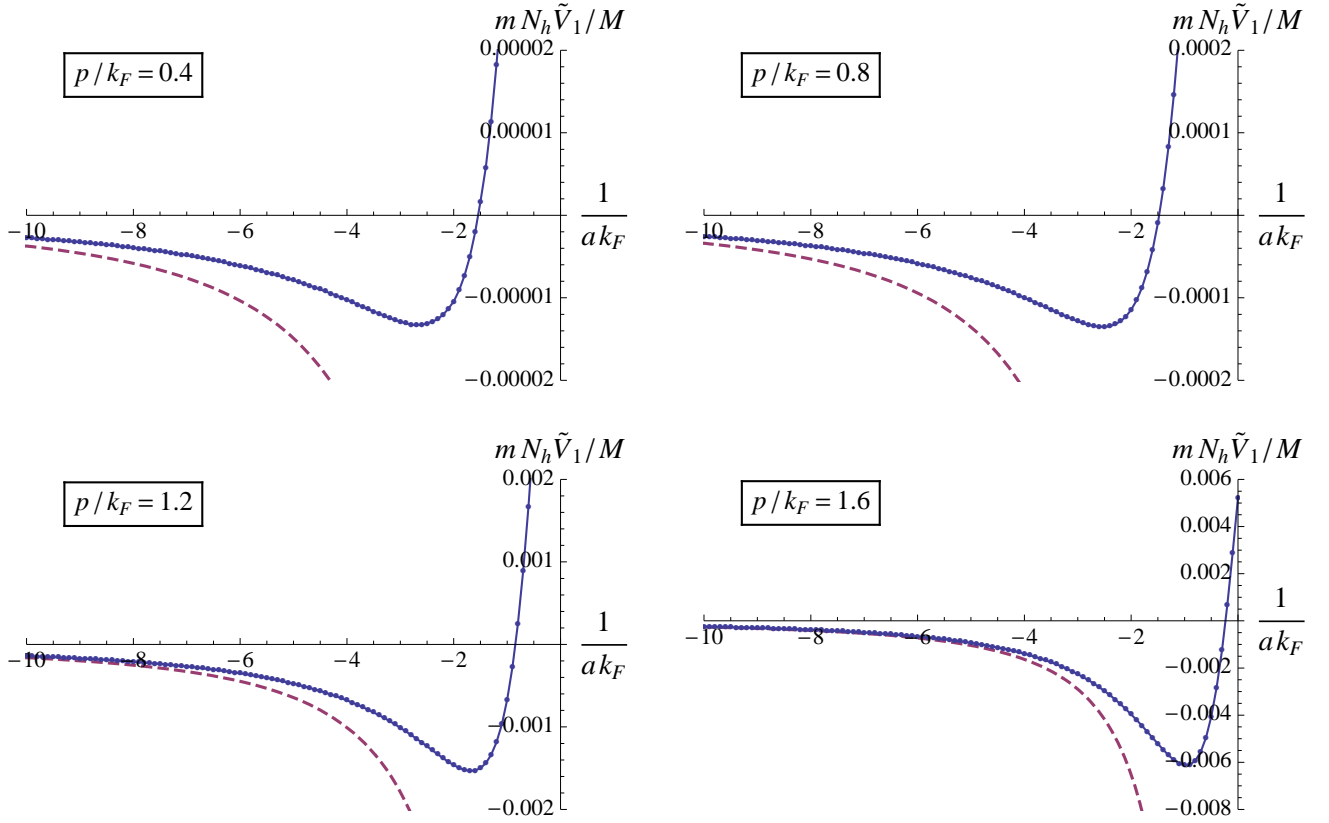 m N_h Ṽ_1/M
p/k_F = 0.4
0.00002
0.00001
−0.00001
−0.00002
−10 −8 −6 −4 −2
1
ak_F
m N_h Ṽ_1/M
p/k_F = 0.8
0.0002
0.0001
−0.0001
−0.0002
−10 −8 −6 −4 −2
1
ak_F
m N_h Ṽ_1/M
p/k_F = 1.2
0.002
0.001
−0.001
−0.002
−10 −8 −6 −4 −2
1
ak_F
m N_h Ṽ_1/M
p/k_F = 1.6
0.006
0.004
0.002
−0.002
−0.004
−0.006
−0.008
−10 −8 −6 −4 −2
1
ak_F